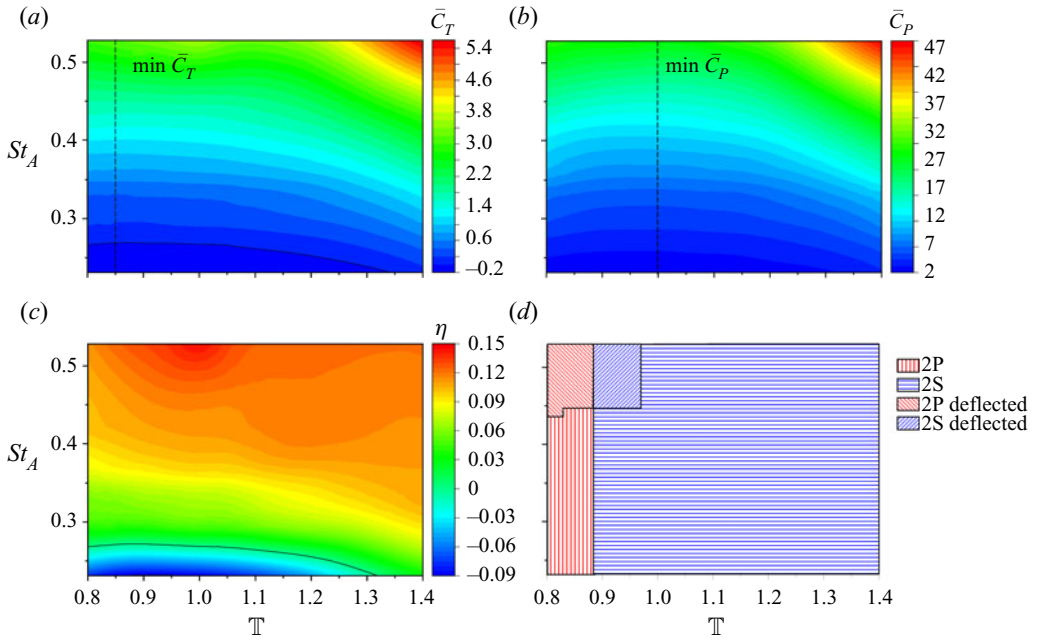 (a)
C̄_T
(b)
C̄_P
0.5
0.4
0.3
St_A
min C̄_T
5.4
4.6
3.8
3.0
2.2
1.4
0.6
–0.2
min C̄_P
47
42
37
32
27
17
12
7
2
(c)
η
(d)
0.5
0.4
0.3
St_A
0.15
0.12
0.09
0.06
0.03
0
–0.03
–0.06
–0.09
2P
2S
2P deflected
2S deflected
0.8 0.9 1.0 1.1 1.2 1.3 1.4
𝕋
0.8 0.9 1.0 1.1 1.2 1.3 1.4
𝕋